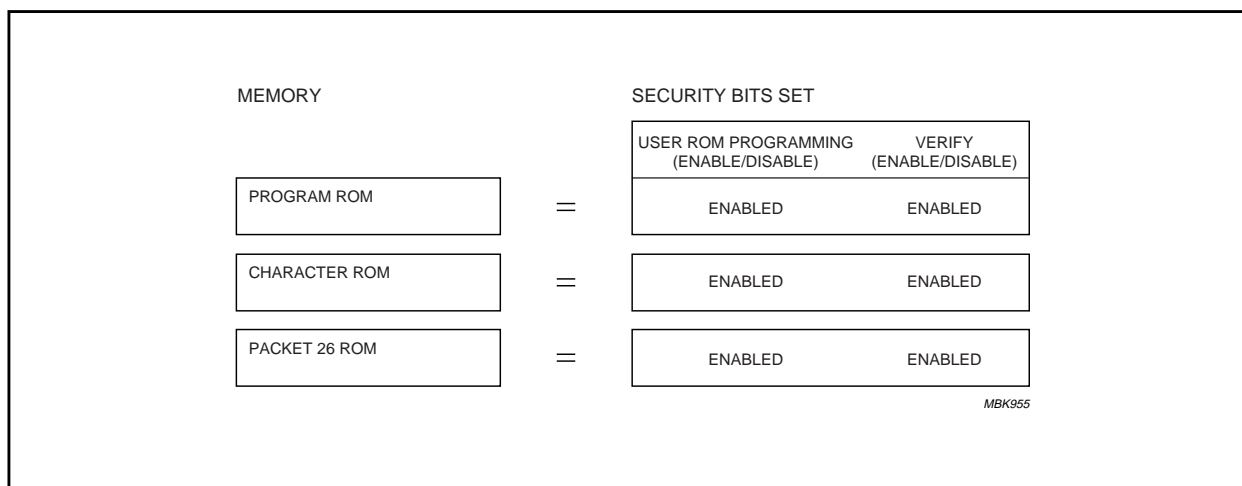 MEMORY
SECURITY BITS SET
USER ROM PROGRAMMING
(ENABLE/DISABLE)
VERIFY
(ENABLE/DISABLE)
PROGRAM ROM
=
ENABLED
ENABLED
CHARACTER ROM
=
ENABLED
ENABLED
PACKET 26 ROM
=
ENABLED
ENABLED
MBK955